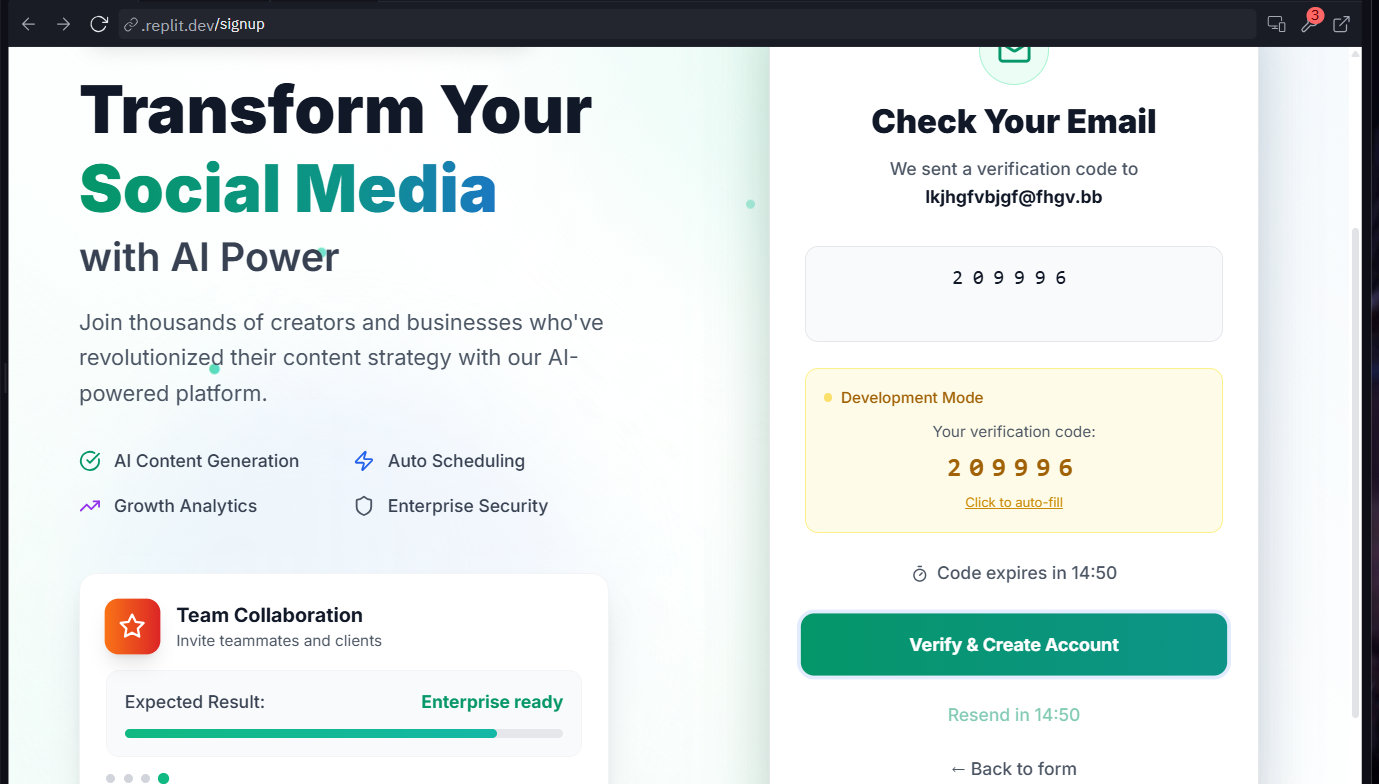 .replit.dev/signup
3
Transform Your
Social Media
with AI Power
Join thousands of creators and businesses who've
revolutionized their content strategy with our AI-
powered platform.
AI Content Generation
Auto Scheduling
Growth Analytics
Enterprise Security
Team Collaboration
Invite teammates and clients
Expected Result:
Enterprise ready
Check Your Email
We sent a verification code to
lkjhgfvbjgf@fhgv.bb
209996
Development Mode
Your verification code:
209996
Click to auto-fill
Code expires in 14:50
Verify & Create Account
Resend in 14:50
← Back to form